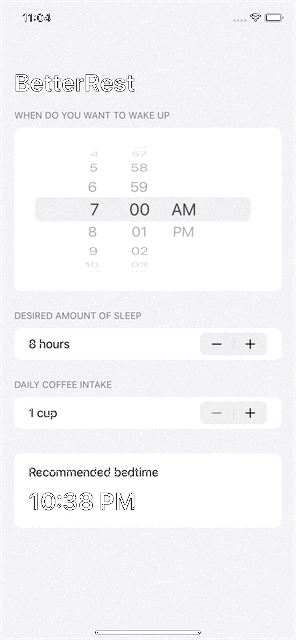 11:04
BetterRest
WHEN DO YOU WANT TO WAKE UP
4 57
5 58
6 59
7 00 AM
8 01 PM
9 02
10 03
DESIRED AMOUNT OF SLEEP
8 hours − +
DAILY COFFEE INTAKE
1 cup − +
Recommended bedtime
10:38 PM